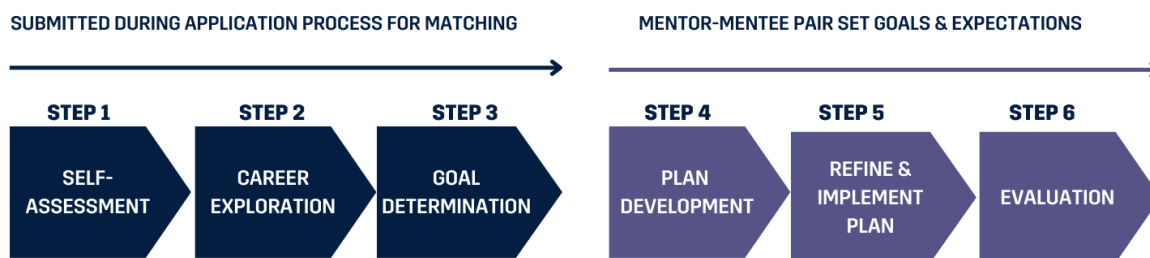 SUBMITTED DURING APPLICATION PROCESS FOR MATCHING
MENTOR-MENTEE PAIR SET GOALS & EXPECTATIONS
STEP 1
SELF-
ASSESSMENT
STEP 2
CAREER
EXPLORATION
STEP 3
GOAL
DETERMINATION
STEP 4
PLAN
DEVELOPMENT
STEP 5
REFINE &
IMPLEMENT
PLAN
STEP 6
EVALUATION